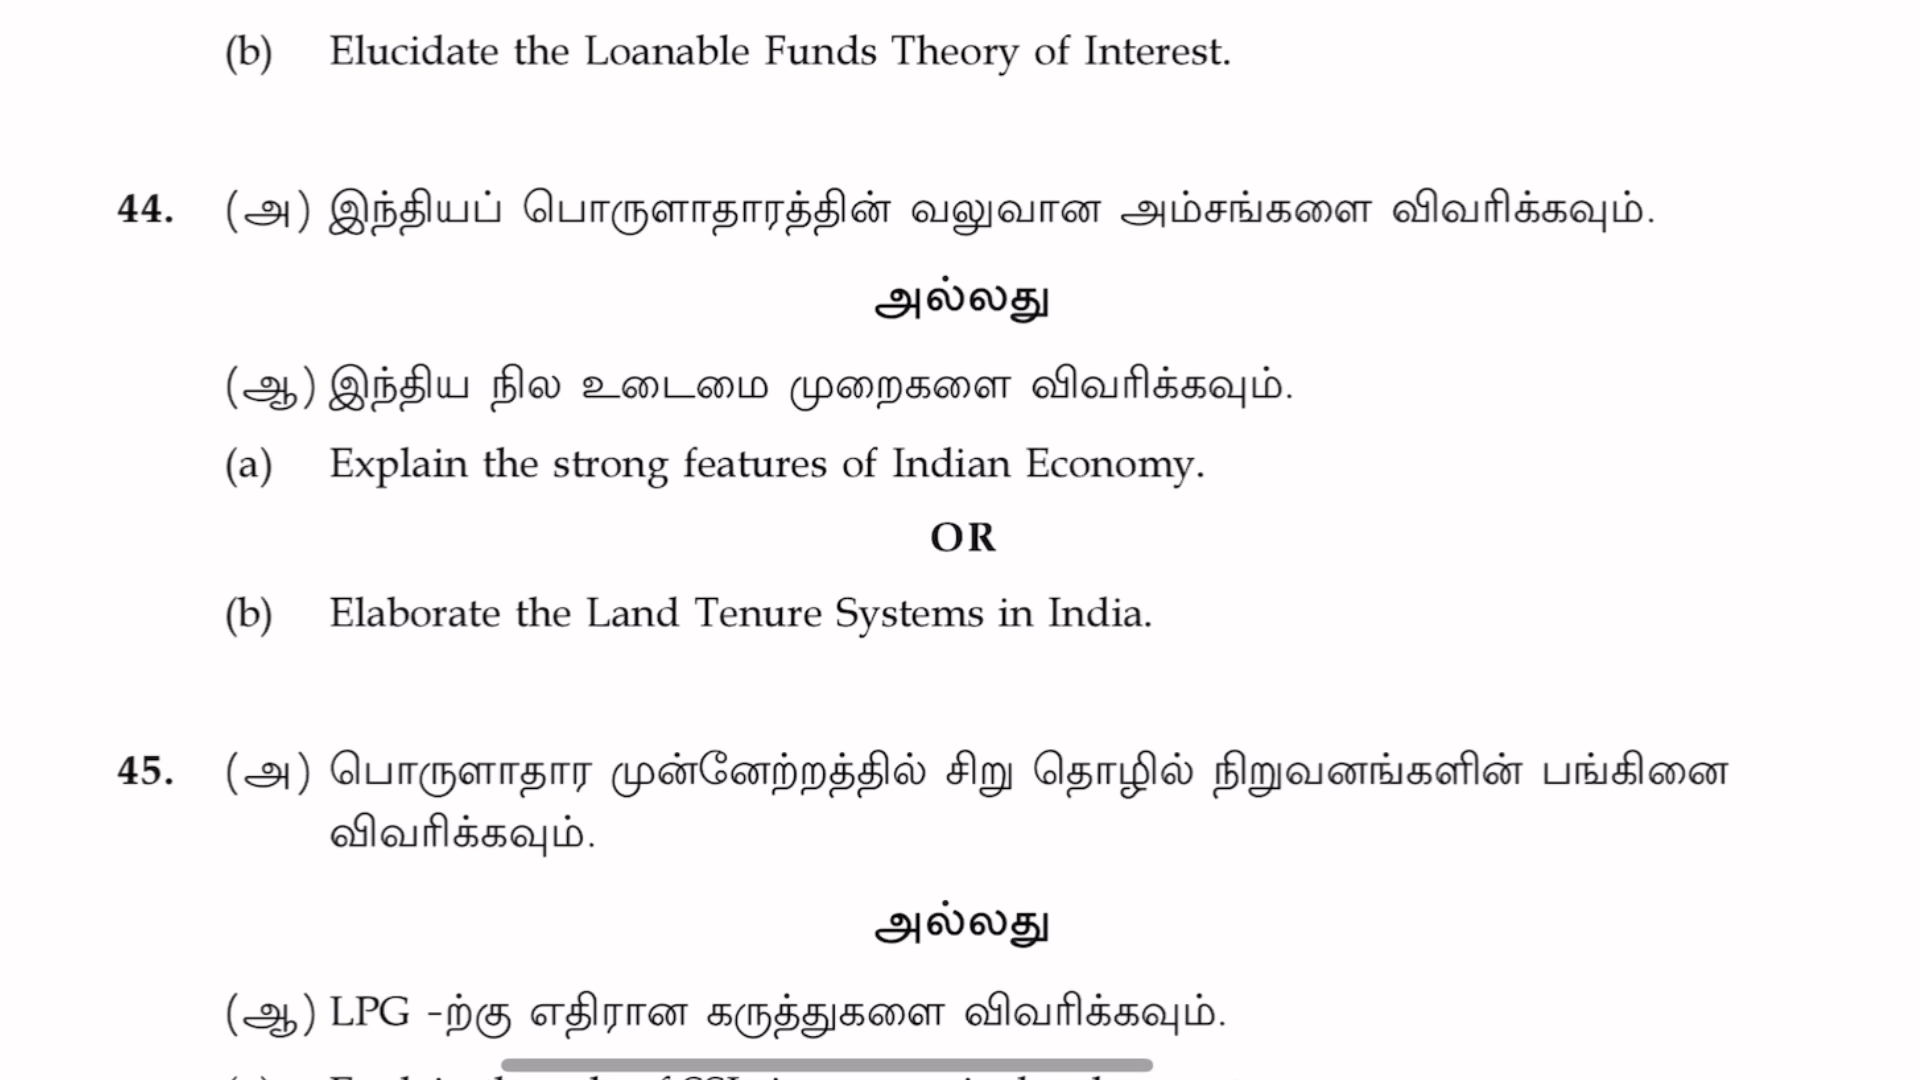 (b) Elucidate the Loanable Funds Theory of Interest.
44. (அ) இந்தியப் பொருளாதாரத்தின் வலுவான அம்சங்களை விவரிக்கவும்.
அல்லது
(ஆ) இந்திய நில உடைமை முறைகளை விவரிக்கவும்.
(a) Explain the strong features of Indian Economy.
OR
(b) Elaborate the Land Tenure Systems in India.
45. (அ) பொருளாதார முன்னேற்றத்தில் சிறு தொழில் நிறுவனங்களின் பங்கினை
விவரிக்கவும்.
அல்லது
(ஆ) LPG -ற்கு எதிரான கருத்துகளை விவரிக்கவும்.